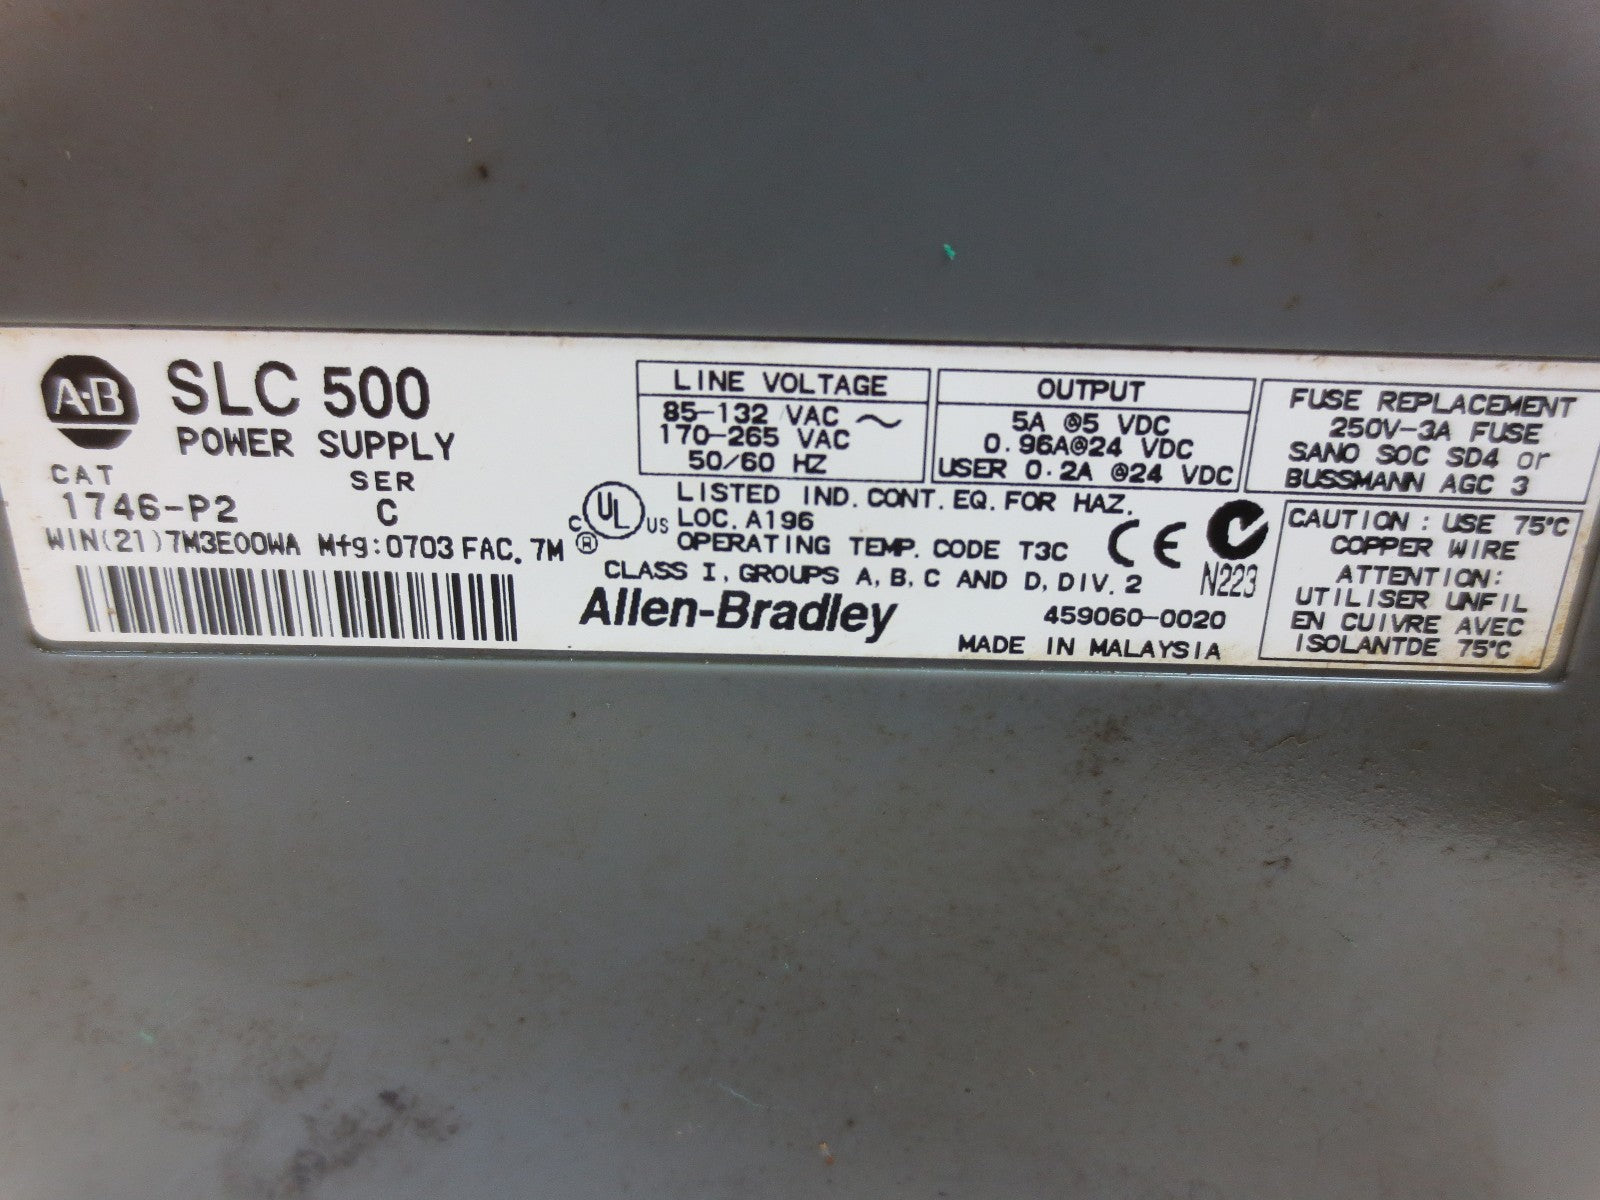 A-B
SLC 500
POWER SUPPLY
CAT SER
1746-P2 C
WIN(21)7M3E00WA Mfg:0703 FAC. 7M
LINE VOLTAGE
85-132 VAC ~
170-265 VAC
50/60 HZ
OUTPUT
5A @5 VDC
0.96A@24 VDC
USER 0.2A @24 VDC
FUSE REPLACEMENT
250V-3A FUSE
SANO SOC SD4 or
BUSSMANN AGC 3
C UL US ®
LISTED IND. CONT. EQ. FOR HAZ.
LOC. A196
OPERATING TEMP. CODE T3C
CLASS I, GROUPS A, B, C AND D, DIV. 2
CE
N223
Allen-Bradley
459060-0020
MADE IN MALAYSIA
CAUTION: USE 75°C
COPPER WIRE
ATTENTION:
UTILISER UNFIL
EN CUIVRE AVEC
ISOLANTDE 75°C